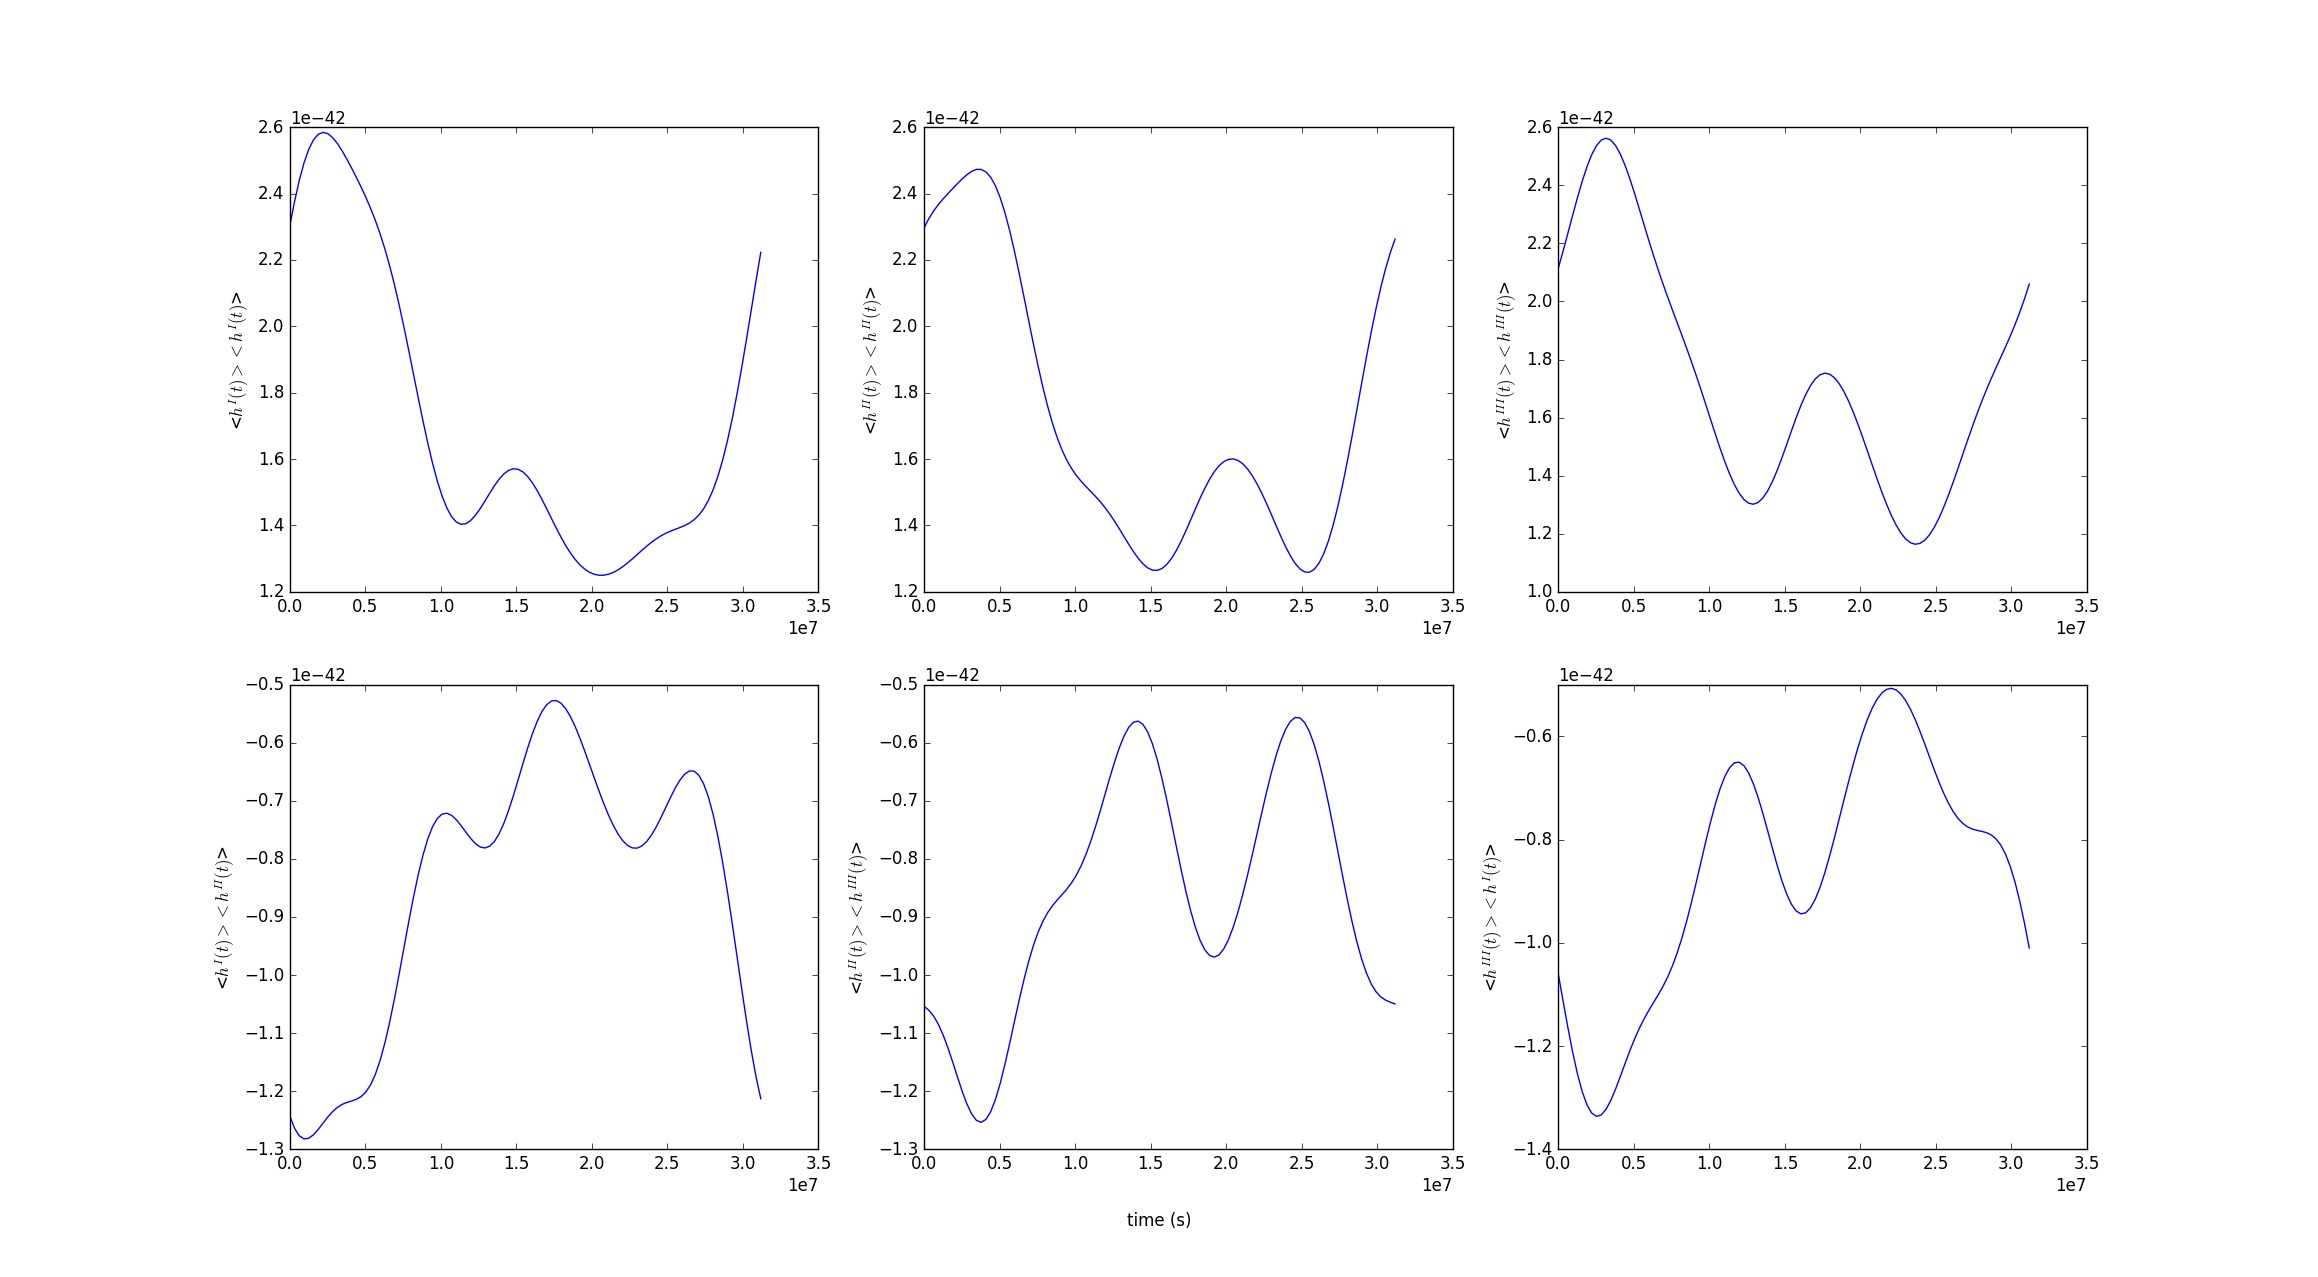 1e−42 1e−42 1e−42
2.6 2.6 2.6
2.4 2.4 2.4
2.2 2.2 2.2
2.0 2.0 2.0
1.8 1.8 1.8
1.6 1.6 1.6
1.4 1.4 1.4
1.2 1.2 1.2
1.0
<h^I(t)><h^I(t)>
<h^{II}(t)><h^{II}(t)>
<h^{III}(t)><h^{III}(t)>
0.0 0.5 1.0 1.5 2.0 2.5 3.0 3.5 0.0 0.5 1.0 1.5 2.0 2.5 3.0 3.5 0.0 0.5 1.0 1.5 2.0 2.5 3.0 3.5
1e7 1e7 1e7
1e−42 1e−42 1e−42
−0.5 −0.5
−0.6 −0.6 −0.6
−0.7 −0.7
−0.8 −0.8 −0.8
−0.9 −0.9
−1.0 −1.0 −1.0
−1.1 −1.1
−1.2 −1.2 −1.2
−1.3 −1.3 −1.4
<h^I(t)><h^{II}(t)>
<h^{II}(t)><h^{III}(t)>
<h^{III}(t)><h^I(t)>
0.0 0.5 1.0 1.5 2.0 2.5 3.0 3.5 0.0 0.5 1.0 1.5 2.0 2.5 3.0 3.5 0.0 0.5 1.0 1.5 2.0 2.5 3.0 3.5
1e7 1e7 1e7
time (s)